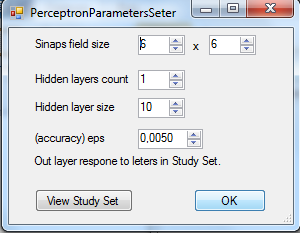 PerceptronParametersSeter
Sinaps field size 6 x 6
Hidden layers count 1
Hidden layer size 10
(accuracy) eps 0,0050
Out layer respone to leters in Study Set.
View Study Set OK